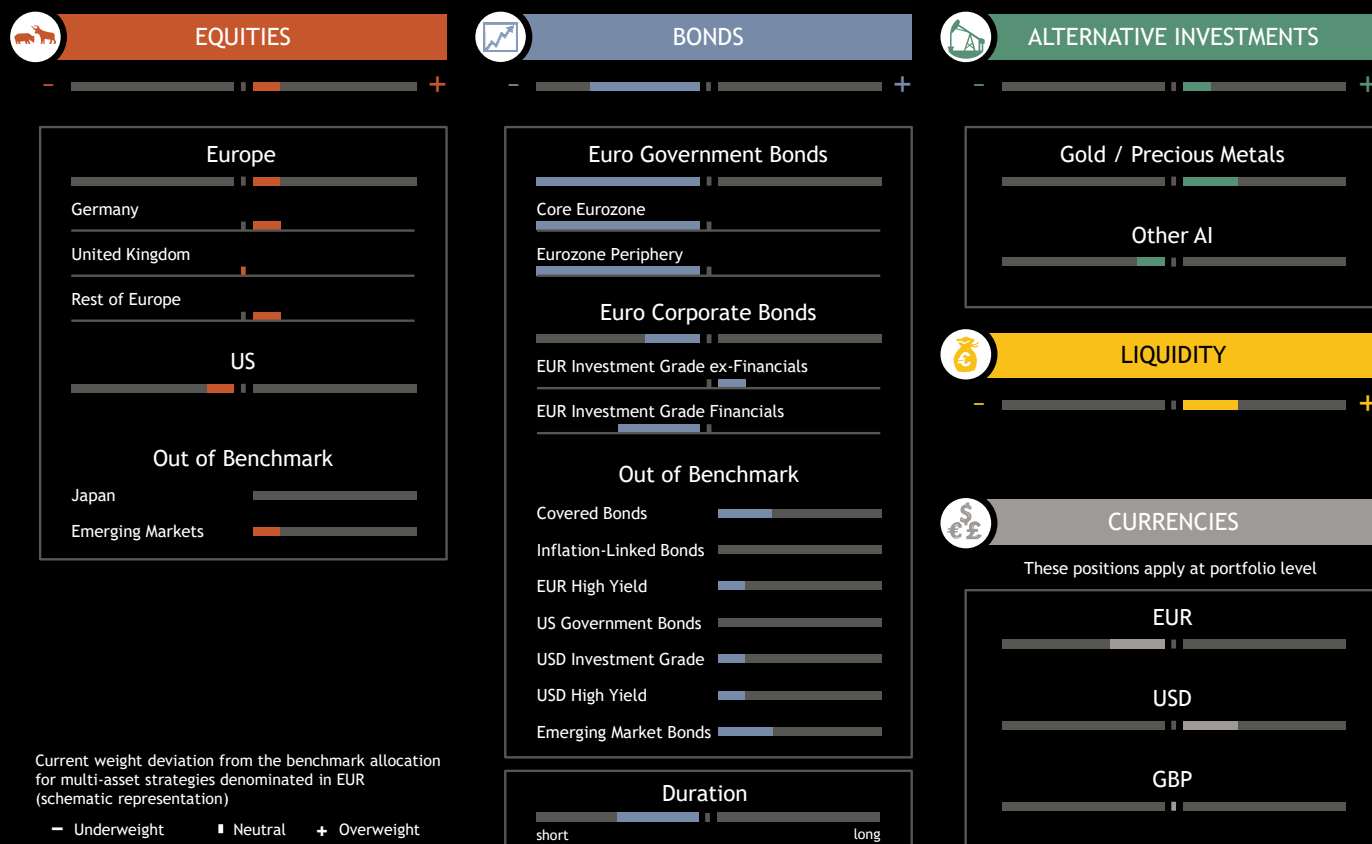 EQUITIES
– +
Europe
Germany
United Kingdom
Rest of Europe
US
Out of Benchmark
Japan
Emerging Markets
Current weight deviation from the benchmark allocation
for multi-asset strategies denominated in EUR
(schematic representation)
– Underweight Neutral + Overweight
BONDS
– +
Euro Government Bonds
Core Eurozone
Eurozone Periphery
Euro Corporate Bonds
EUR Investment Grade ex-Financials
EUR Investment Grade Financials
Out of Benchmark
Covered Bonds
Inflation-Linked Bonds
EUR High Yield
US Government Bonds
USD Investment Grade
USD High Yield
Emerging Market Bonds
Duration
short long
ALTERNATIVE INVESTMENTS
– +
Gold / Precious Metals
Other AI
€
LIQUIDITY
– +
$
€£
CURRENCIES
These positions apply at portfolio level
EUR
USD
GBP